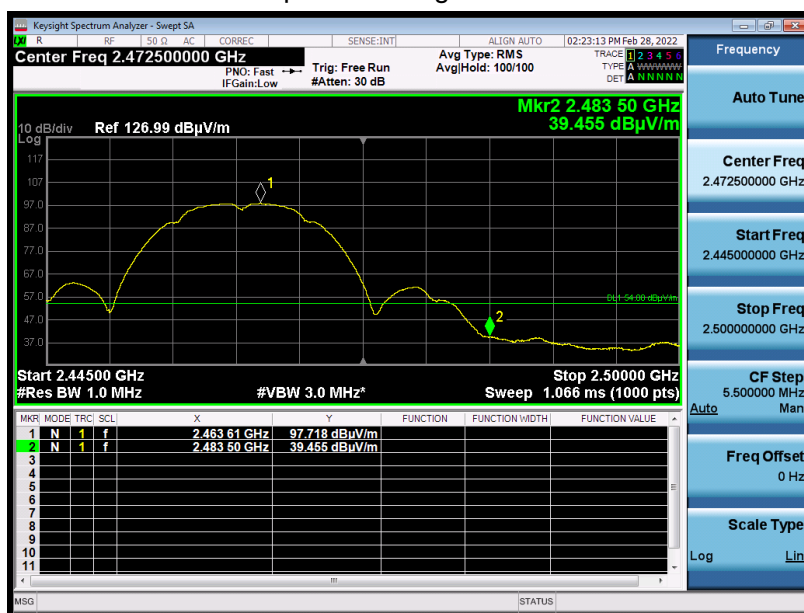 Keysight Spectrum Analyzer - Swept SA
LXI R RF 50 Ω AC CORREC SENSE:INT ALIGN AUTO 02:23:13 PM Feb 28, 2022
Center Freq 2.472500000 GHz
PNO: Fast
IFGain:Low
Trig: Free Run
#Atten: 30 dB
Avg Type: RMS
Avg|Hold: 100/100
TRACE 1 2 3 4 5 6
TYPE A WWWWW
DET A N N N N N
Mkr2 2.483 50 GHz
39.455 dBµV/m
10 dB/div Ref 126.99 dBµV/m
Log
117
107
97.0
87.0
77.0
67.0
57.0
47.0
37.0
1
2
DL1 54.00 dBµV/m
Start 2.44500 GHz Stop 2.50000 GHz
#Res BW 1.0 MHz #VBW 3.0 MHz* Sweep 1.066 ms (1000 pts)
MKR MODE TRC SCL X Y FUNCTION FUNCTION WIDTH FUNCTION VALUE
1 N 1 f 2.463 61 GHz 97.718 dBµV/m
2 N 1 f 2.483 50 GHz 39.455 dBµV/m
3
4
5
6
7
8
9
10
11
MSG STATUS
Frequency
Auto Tune
Center Freq
2.472500000 GHz
Start Freq
2.445000000 GHz
Stop Freq
2.500000000 GHz
CF Step
5.500000 MHz
Auto Man
Freq Offset
0 Hz
Scale Type
Log Lin